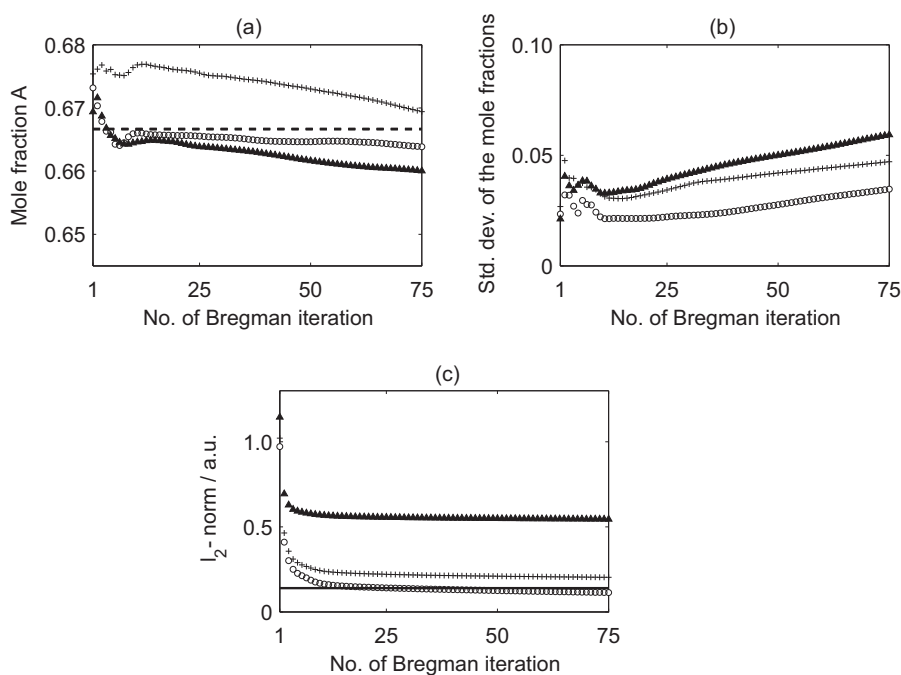 (a)
Mole fraction A
0.68
0.67
0.66
0.65
1
25
50
75
No. of Bregman iteration
(b)
Std. dev. of the mole fractions
0.10
0.05
0
1
25
50
75
No. of Bregman iteration
(c)
l2- norm / a.u.
1.0
0.5
0
1
25
50
75
No. of Bregman iteration